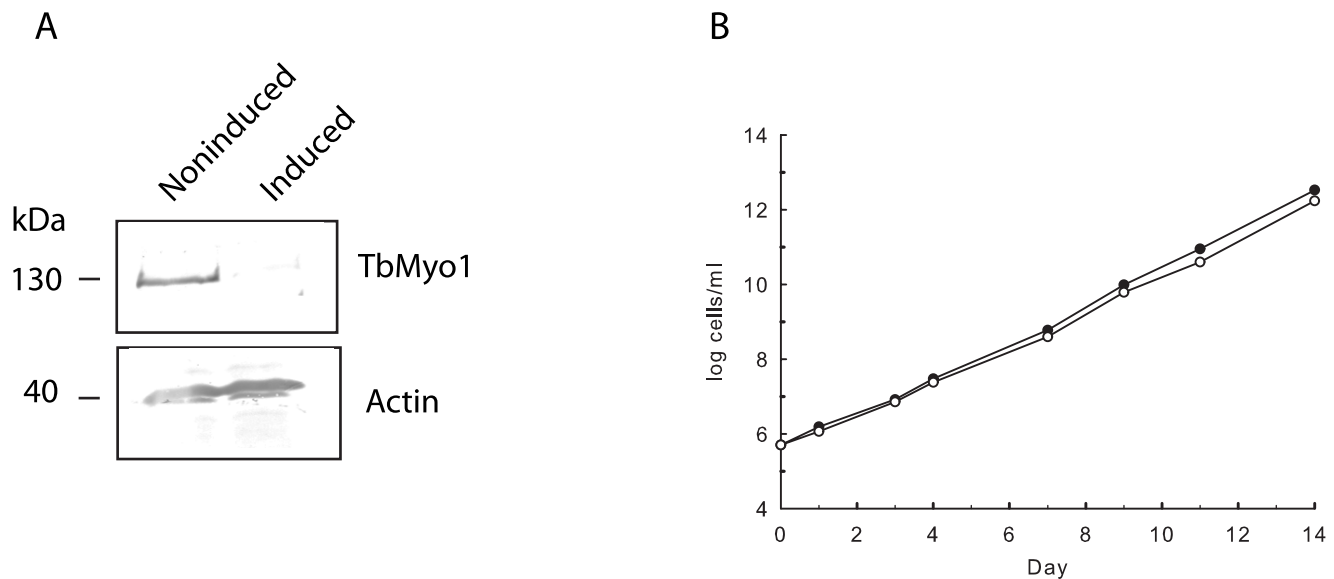 A
B
Noninduced
Induced
kDa
130
TbMyo1
40
Actin
14
12
10
8
6
4
log cells/ml
0 2 4 6 8 10 12 14
Day